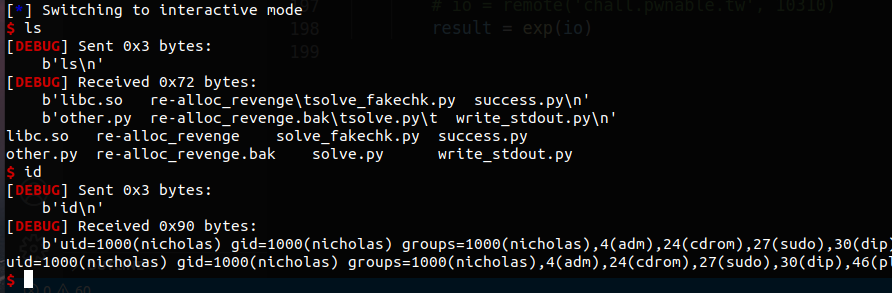 [*] Switching to interactive mode
# io = remote('chall.pwnable.tw', 10310)
$ ls
198 result = exp(io)
[DEBUG] Sent 0x3 bytes:
199
b'ls\n'
[DEBUG] Received 0x72 bytes:
b'libc.so   re-alloc_revenge\tsolve_fakechk.py  success.py\n'
b'other.py  re-alloc_revenge.bak\tsolve.py\t  write_stdout.py\n'
libc.so   re-alloc_revenge    solve_fakechk.py  success.py
other.py  re-alloc_revenge.bak    solve.py      write_stdout.py
$ id
[DEBUG] Sent 0x3 bytes:
b'id\n'
[DEBUG] Received 0x90 bytes:
b'uid=1000(nicholas) gid=1000(nicholas) groups=1000(nicholas),4(adm),24(cdrom),27(sudo),30(dip)
uid=1000(nicholas) gid=1000(nicholas) groups=1000(nicholas),4(adm),24(cdrom),27(sudo),30(dip),46(pl
$